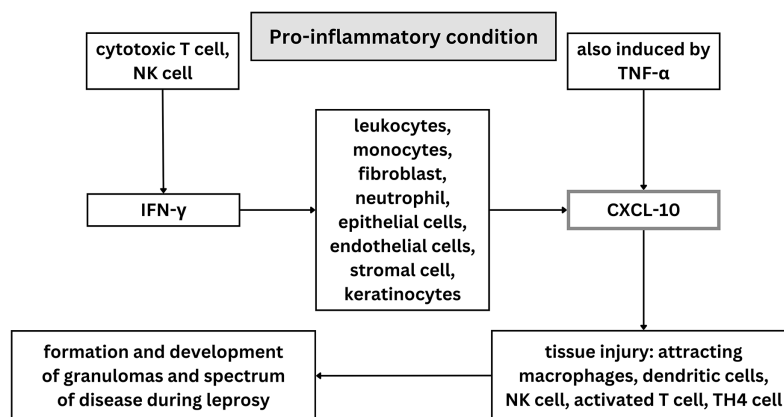 Pro-inflammatory condition
cytotoxic T cell,
NK cell
also induced by
TNF-α
IFN-γ
leukocytes,
monocytes,
fibroblast,
neutrophil,
epithelial cells,
endothelial cells,
stromal cell,
keratinocytes
CXCL-10
tissue injury: attracting
macrophages, dendritic cells,
NK cell, activated T cell, TH4 cell
formation and development
of granulomas and spectrum
of disease during leprosy